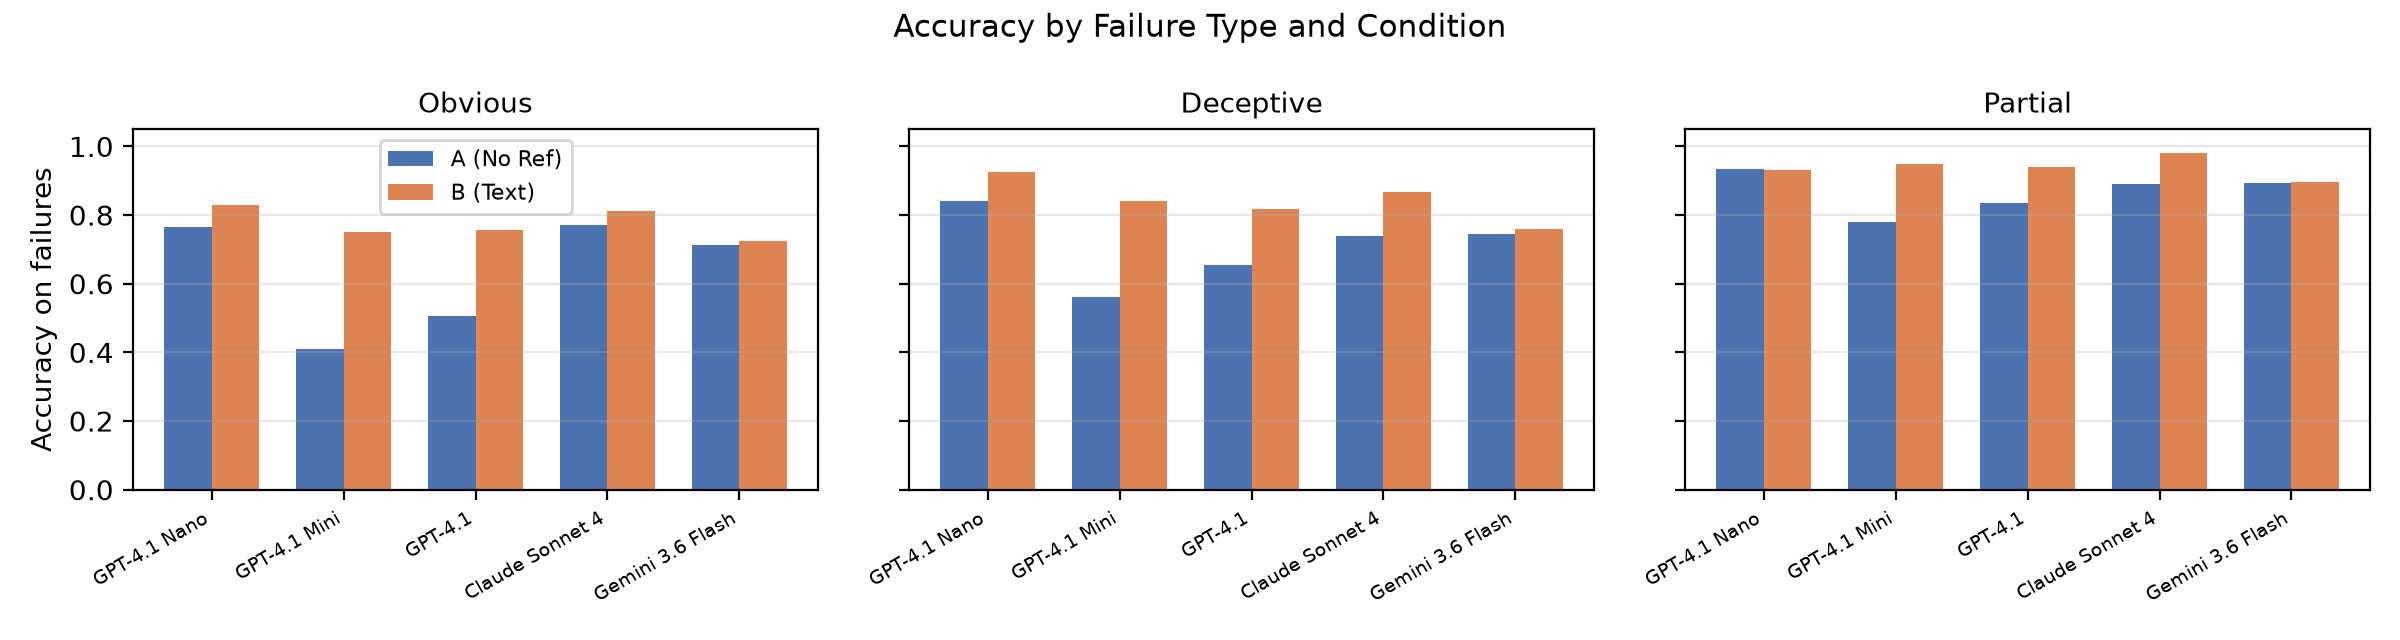 Accuracy by Failure Type and Condition
Obvious
Deceptive
Partial
Accuracy on failures
1.0
0.8
0.6
0.4
0.2
0.0
A (No Ref)
B (Text)
GPT-4.1 Nano
GPT-4.1 Mini
GPT-4.1
Claude Sonnet 4
Gemini 3.6 Flash
GPT-4.1 Nano
GPT-4.1 Mini
GPT-4.1
Claude Sonnet 4
Gemini 3.6 Flash
GPT-4.1 Nano
GPT-4.1 Mini
GPT-4.1
Claude Sonnet 4
Gemini 3.6 Flash